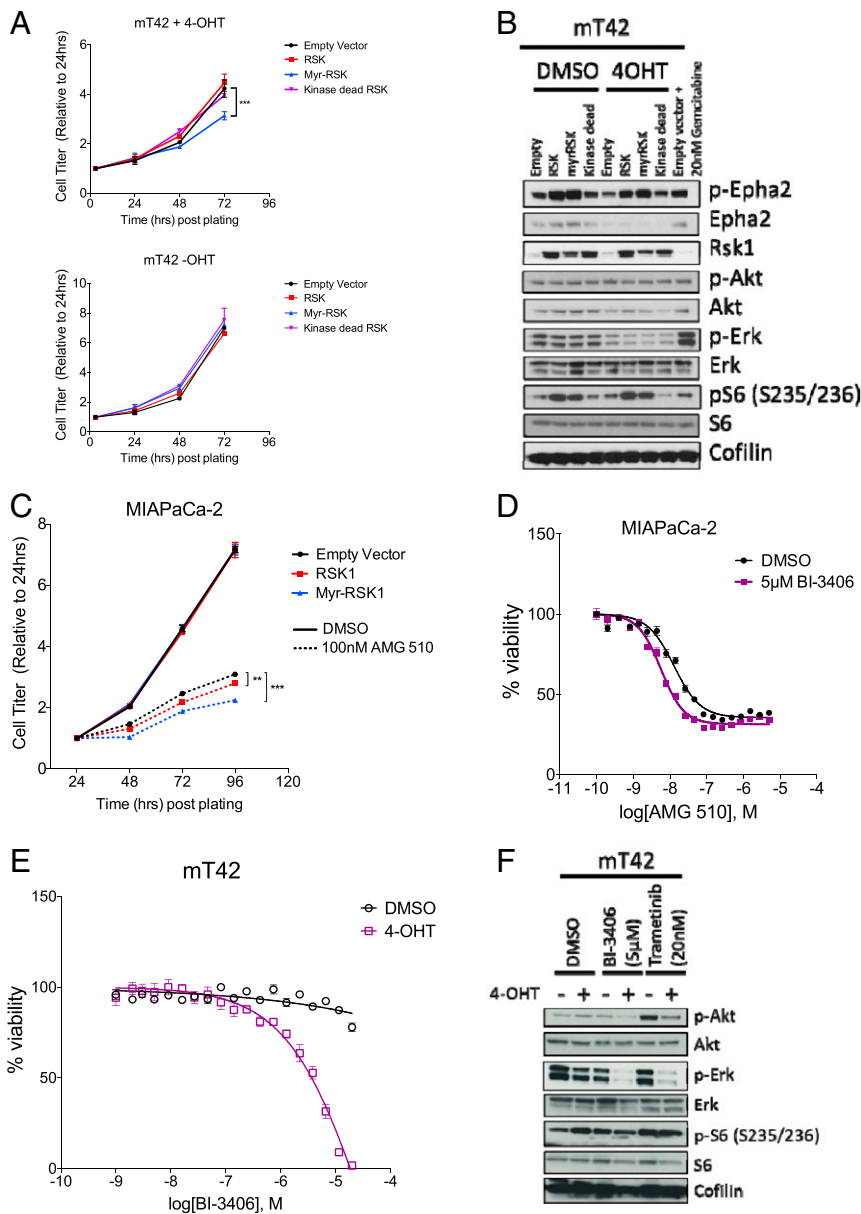 A
mT42 + 4-OHT
Cell Titer (Relative to 24hrs)
6
4
2
0
0 24 48 72 96
Time (hrs) post plating
Empty Vector
RSK
Myr-RSK
Kinase dead RSK
***
mT42 -OHT
Cell Titer (Relative to 24hrs)
10
8
6
4
2
0
0 24 48 72 96
Time (hrs) post plating
Empty Vector
RSK
Myr-RSK
Kinase dead RSK
B
mT42
DMSO 4OHT
Empty
RSK
myrRSK
Kinase dead
Empty
RSK
myrRSK
Kinase dead
Empty vector +
20nM Gemcitabine
p-Epha2
Epha2
Rsk1
p-Akt
Akt
p-Erk
Erk
pS6 (S235/236)
S6
Cofilin
C
MIAPaCa-2
Cell Titer (Relative to 24hrs)
8
6
4
2
0
24 48 72 96 120
Time (hrs) post plating
Empty Vector
RSK1
Myr-RSK1
DMSO
100nM AMG 510
**
***
D
MIAPaCa-2
% viability
150
100
50
0
-11 -10 -9 -8 -7 -6 -5 -4
log[AMG 510], M
DMSO
5µM BI-3406
E
mT42
% viability
150
100
50
0
-10 -9 -8 -7 -6 -5 -4
log[BI-3406], M
DMSO
4-OHT
F
mT42
DMSO
BI-3406
(5µM)
Trametinib
(20nM)
4-OHT - + - + - +
p-Akt
Akt
p-Erk
Erk
p-S6 (S235/236)
S6
Cofilin